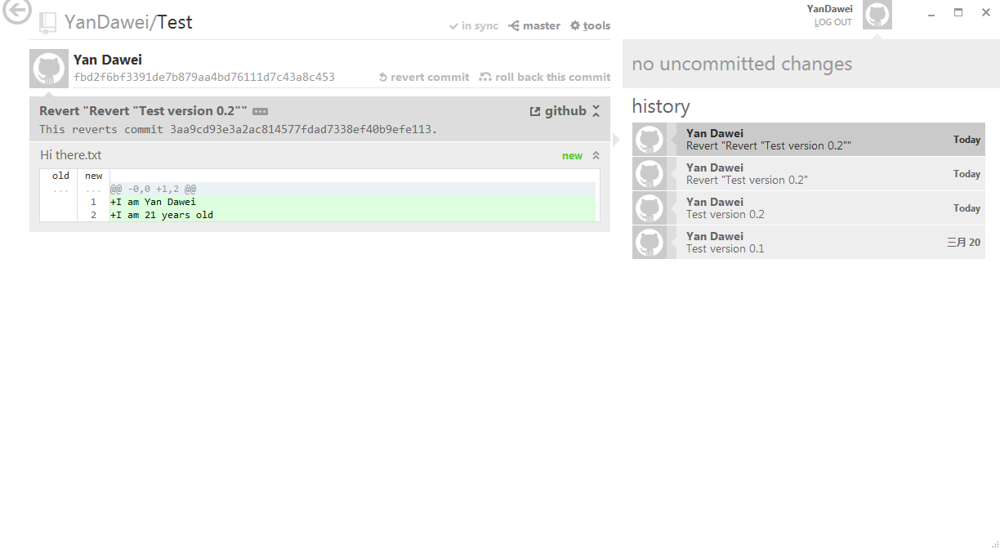 YanDawei/Test
in sync master tools
YanDawei
LOG OUT
Yan Dawei
fbd2f6bf3391de7b879aa4bd76111d7c43a8c453
revert commit roll back this commit
Revert "Revert "Test version 0.2""
github
This reverts commit 3aa9cd93e3a2ac814577fdad7338ef40b9efe113.
Hi there.txt
new
old new
... ... @@ -0,0 +1,2 @@
1 +I am Yan Dawei
2 +I am 21 years old
no uncommitted changes
history
Yan Dawei
Revert "Revert "Test version 0.2""
Today
Yan Dawei
Revert "Test version 0.2"
Today
Yan Dawei
Test version 0.2
Today
Yan Dawei
Test version 0.1
三月 20